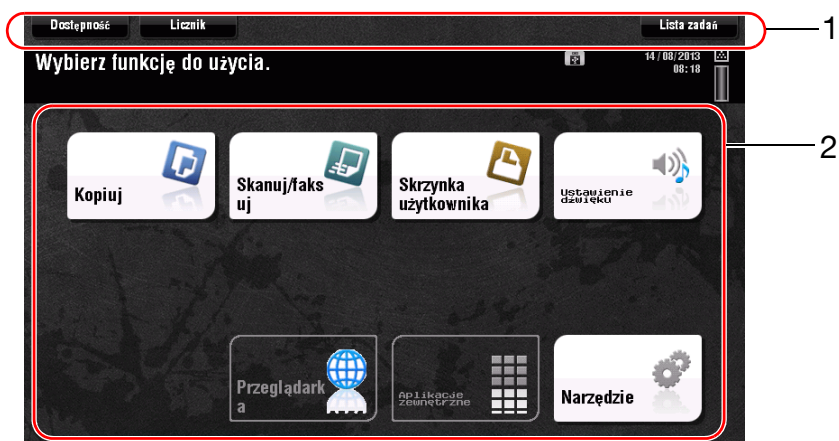 Dostępność Licznik Lista zadań 1
Wybierz funkcję do użycia. 14/08/2013
08:18
2
Kopiuj
Skanuj/faks
uj
Skrzynka
użytkownika
Ustawienie
dźwięku
Przeglądark
a
Aplikacje
zewnętrzne
Narzędzie